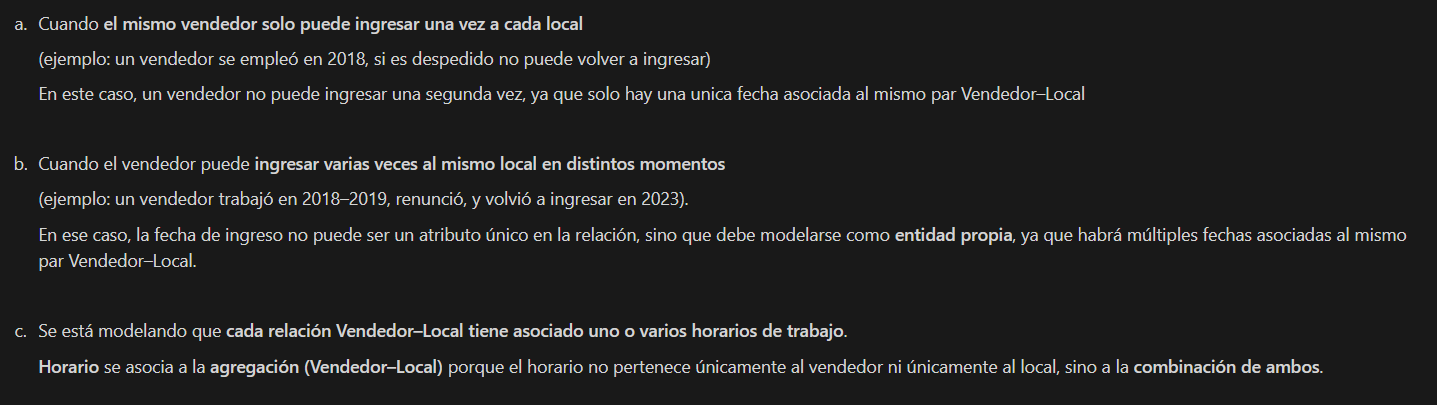 a. Cuando el mismo vendedor solo puede ingresar una vez a cada local
(ejemplo: un vendedor se empleó en 2018, si es despedido no puede volver a ingresar)
En este caso, un vendedor no puede ingresar una segunda vez, ya que solo hay una unica fecha asociada al mismo par Vendedor–Local
b. Cuando el vendedor puede ingresar varias veces al mismo local en distintos momentos
(ejemplo: un vendedor trabajó en 2018–2019, renunció, y volvió a ingresar en 2023).
En ese caso, la fecha de ingreso no puede ser un atributo único en la relación, sino que debe modelarse como entidad propia, ya que habrá múltiples fechas asociadas al mismo
par Vendedor–Local.
c. Se está modelando que cada relación Vendedor–Local tiene asociado uno o varios horarios de trabajo.
Horario se asocia a la agregación (Vendedor–Local) porque el horario no pertenece únicamente al vendedor ni únicamente al local, sino a la combinación de ambos.